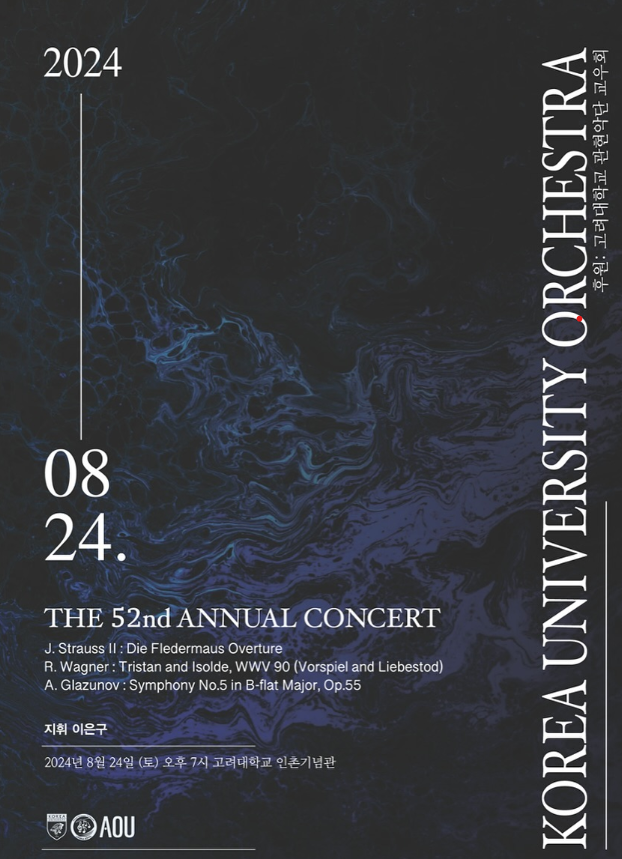 2024
08
24.
THE 52nd ANNUAL CONCERT
J. Strauss II : Die Fledermaus Overture
R. Wagner : Tristan and Isolde, WWV 90 (Vorspiel and Liebestod)
A. Glazunov : Symphony No.5 in B-flat Major, Op.55
지휘 이은구
2024년 8월 24일 (토) 오후 7시 고려대학교 인촌기념관
KOREA
AOU
KOREA UNIVERSITY ORCHESTRA
후원: 고려대학교 관현악단 교우회